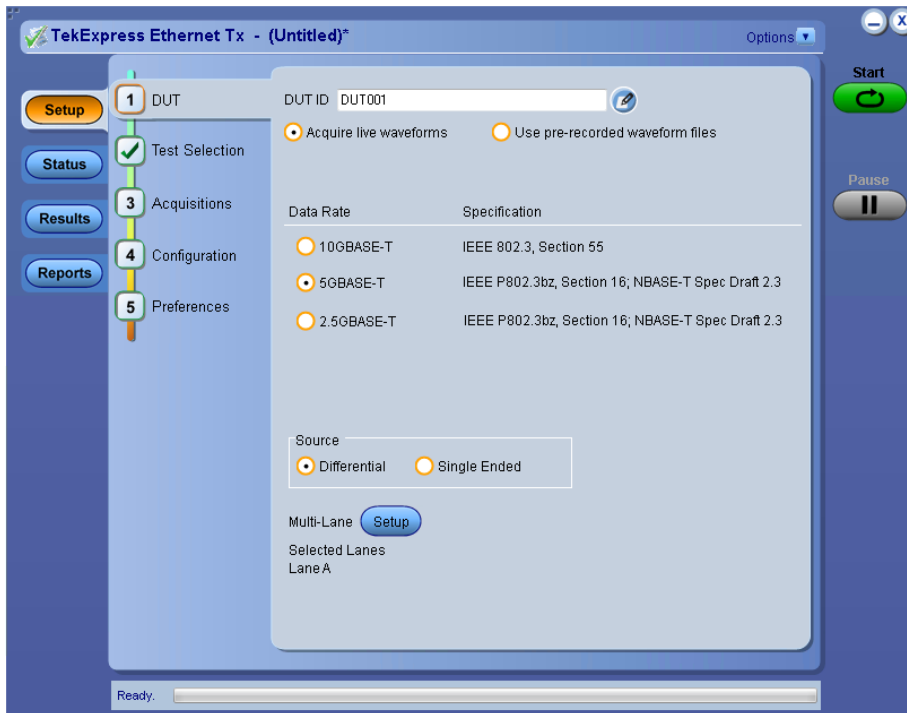 TekExpress Ethernet Tx - (Untitled)*
Options
x
Start
Pause
Setup
Status
Results
Reports
1 DUT
Test Selection
3 Acquisitions
4 Configuration
5 Preferences
DUT ID DUT001
Acquire live waveforms Use pre-recorded waveform files
Data Rate Specification
10GBASE-T IEEE 802.3, Section 55
5GBASE-T IEEE P802.3bz, Section 16; NBASE-T Spec Draft 2.3
2.5GBASE-T IEEE P802.3bz, Section 16; NBASE-T Spec Draft 2.3
Source
Differential Single Ended
Multi-Lane Setup
Selected Lanes
Lane A
Ready.